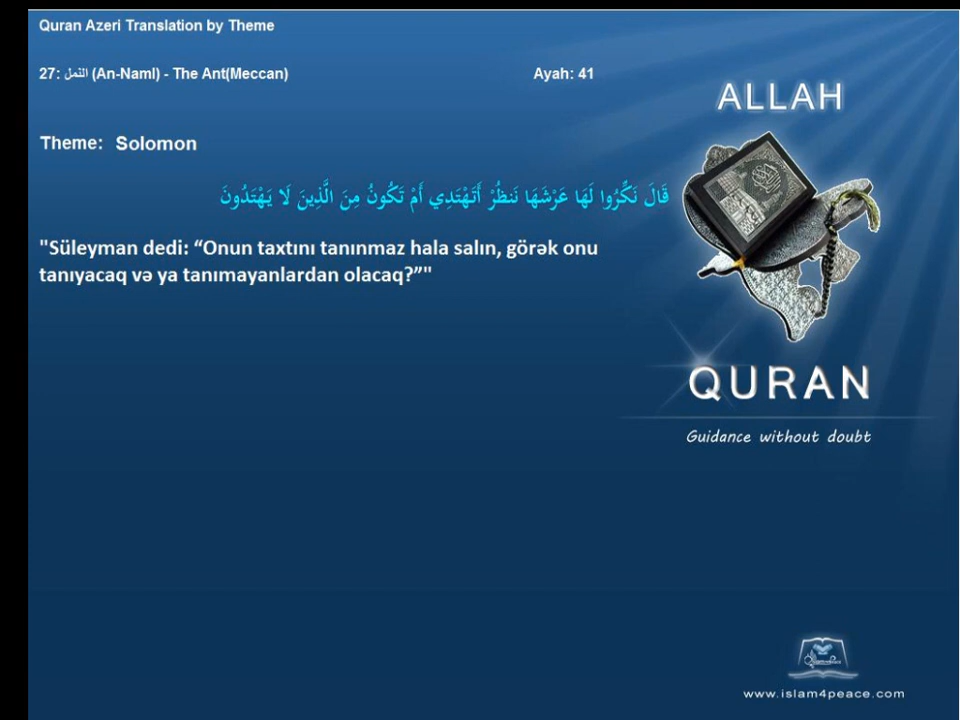 Quran Azeri Translation by Theme
27: النمل (An-Naml) - The Ant(Meccan) Ayah: 41
ALLAH
Theme: Solomon
قَالَ نَكِّرُوا لَهَا عَرْشَهَا نَنظُرْ أَتَهْتَدِي أَمْ تَكُونُ مِنَ الَّذِينَ لَا يَهْتَدُونَ
"Süleyman dedi: “Onun taxtını tanınmaz hala salın, görək onu
tanıyacaq və ya tanımayanlardan olacaq?”"
QURAN
Guidance without doubt
www.islam4peace.com